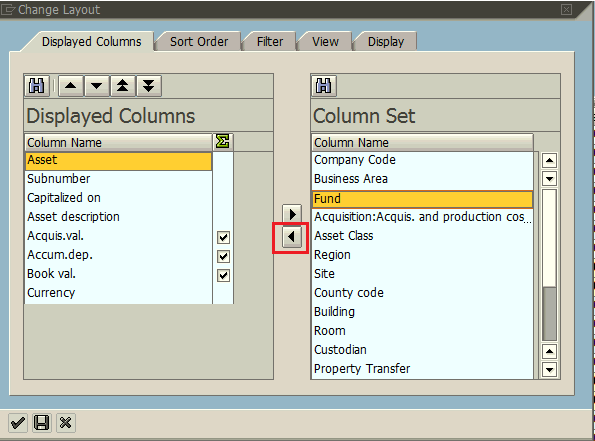 Change Layout
Displayed Columns
Sort Order
Filter
View
Display
Displayed Columns
Column Name
Asset
Subnumber
Capitalized on
Asset description
Acquis.val.
Accum.dep.
Book val.
Currency
Column Set
Column Name
Company Code
Business Area
Fund
Acquisition:Acquis. and production cos...
Asset Class
Region
Site
County code
Building
Room
Custodian
Property Transfer